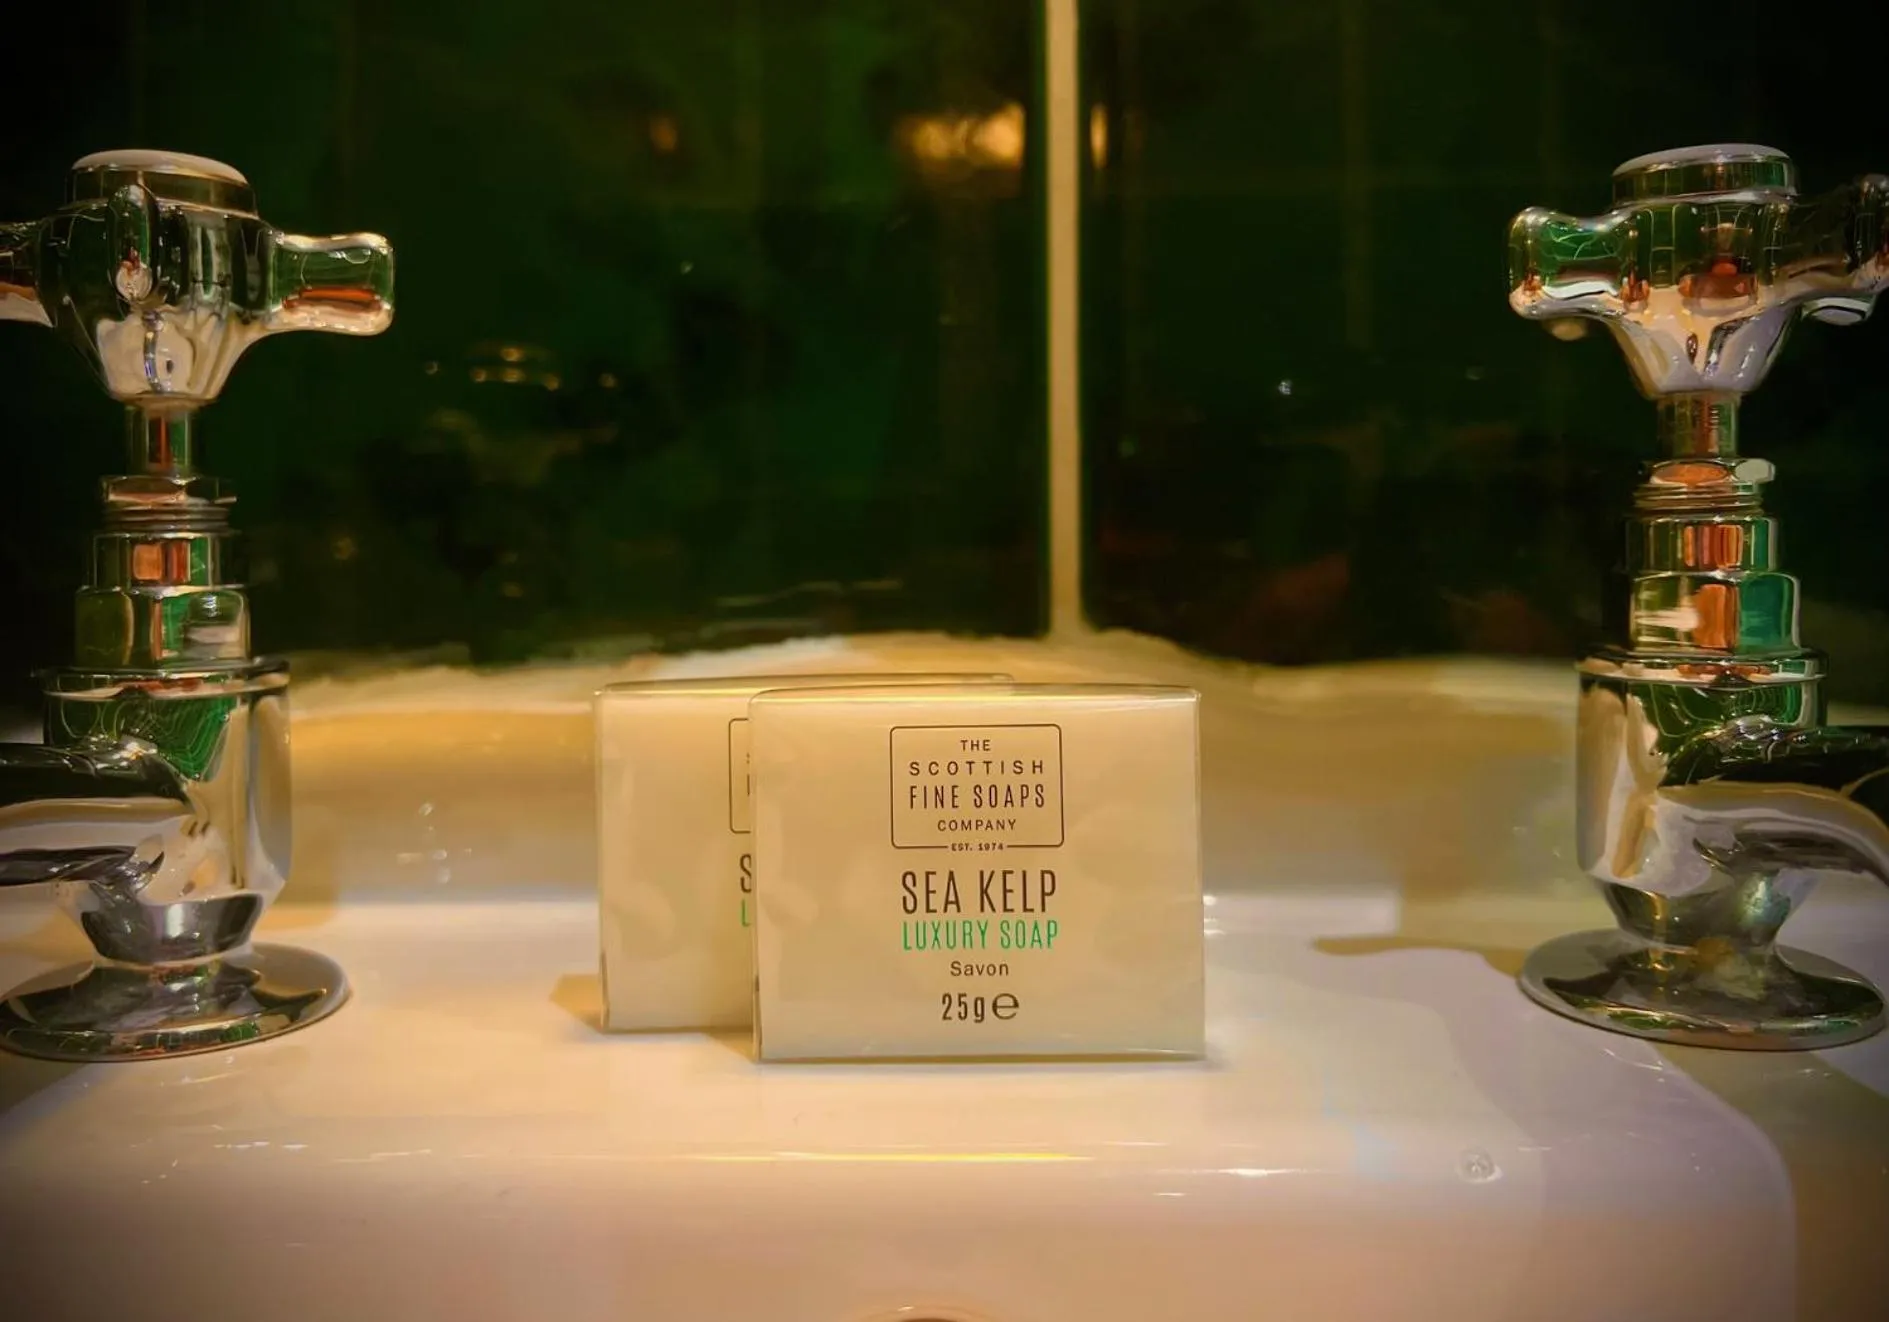 THE
SCOTTISH
FINE SOAPS
COMPANY
EST. 1974
SEA KELP
LUXURY SOAP
Savon
25g℮
S
L